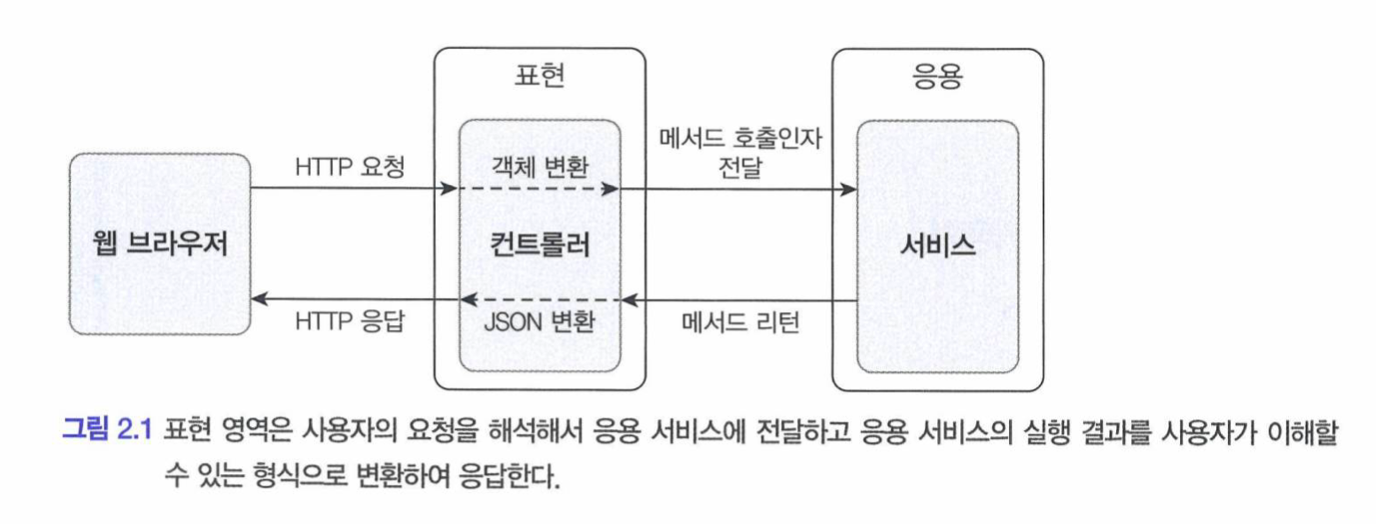 표현
응용
메서드 호출인자
전달
HTTP 요청
객체 변환
웹 브라우저
컨트롤러
서비스
HTTP 응답
JSON 변환
메서드 리턴
그림 2.1 표현 영역은 사용자의 요청을 해석해서 응용 서비스에 전달하고 응용 서비스의 실행 결과를 사용자가 이해할
수 있는 형식으로 변환하여 응답한다.